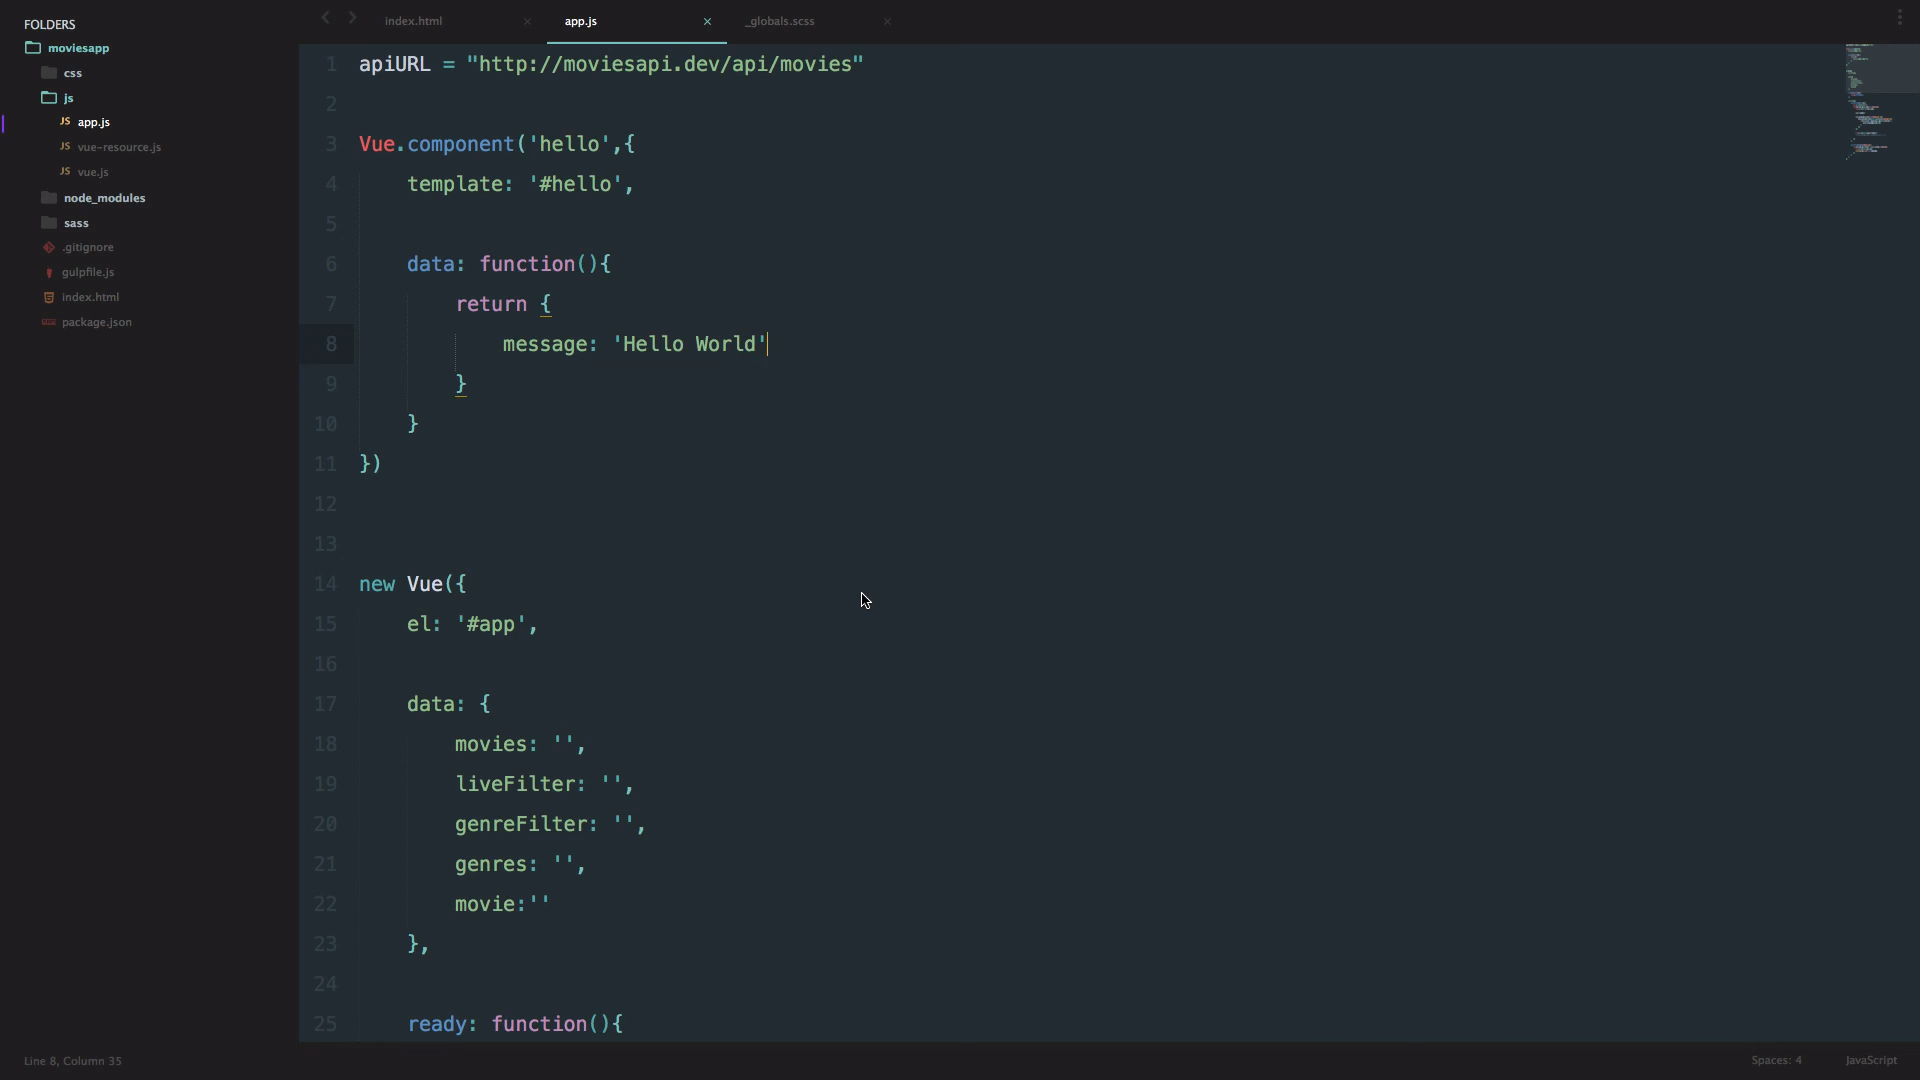 FOLDERS
moviesapp
css
js
JS app.js
JS vue-resource.js
JS vue.js
node_modules
sass
.gitignore
gulpfile.js
index.html
package.json
index.html
app.js
_globals.scss
1 apiURL = "http://moviesapi.dev/api/movies"
2
3 Vue.component('hello',{
4 template: '#hello',
5
6 data: function(){
7 return {
8 message: 'Hello World'
9 }
10 }
11 })
12
13
14 new Vue({
15 el: '#app',
16
17 data: {
18 movies: '',
19 liveFilter: '',
20 genreFilter: '',
21 genres: '',
22 movie:''
23 },
24
25 ready: function(){
Line 8, Column 35
Spaces: 4
JavaScript